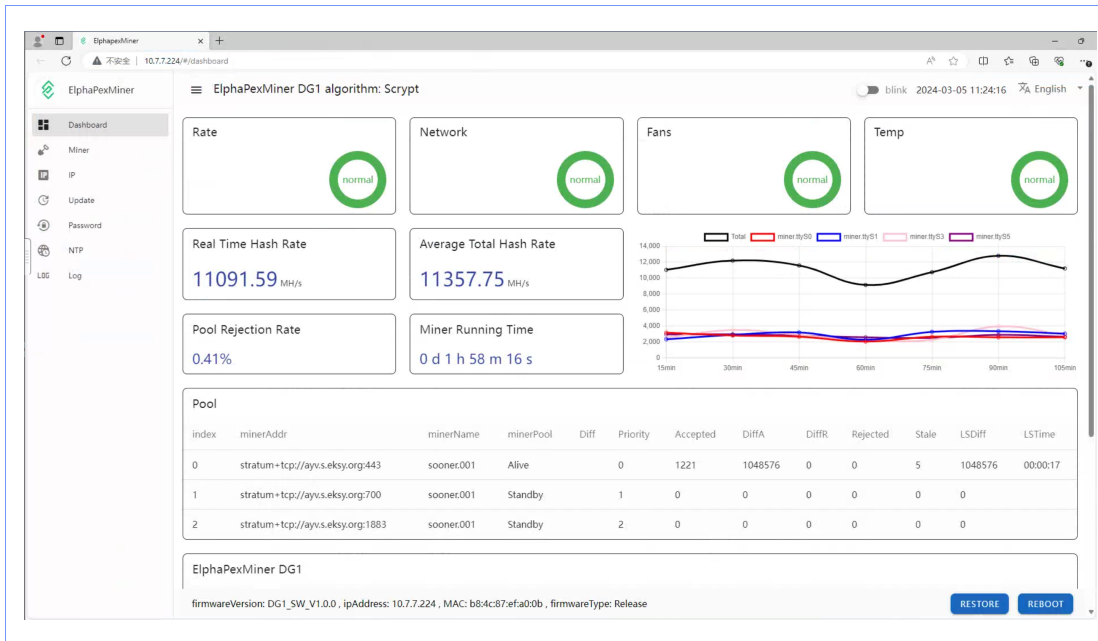 ElphapexMiner
不安全 | 10.7.7.224/#/dashboard
ElphaPexMiner
ElphaPexMiner DG1 algorithm: Scrypt
blink 2024-03-05 11:24:16 English
Dashboard
Miner
IP
Update
Password
NTP
LOG Log
Rate
normal
Network
normal
Fans
normal
Temp
normal
Real Time Hash Rate
11091.59 MH/s
Average Total Hash Rate
11357.75 MH/s
Pool Rejection Rate
0.41%
Miner Running Time
0 d 1 h 58 m 16 s
Total miner.ttyS0 miner.ttyS1 miner.ttyS3 miner.ttyS5
14,000
12,000
10,000
8,000
6,000
4,000
2,000
0
15min 30min 45min 60min 75min 90min 105min
Pool
index minerAddr minerName minerPool Diff Priority Accepted DiffA DiffR Rejected Stale LSDiff LSTime
0 stratum+tcp://ayv.s.eksy.org:443 sooner.001 Alive 0 1221 1048576 0 0 5 1048576 00:00:17
1 stratum+tcp://ayv.s.eksy.org:700 sooner.001 Standby 1 0 0 0 0 0 0
2 stratum+tcp://ayv.s.eksy.org:1883 sooner.001 Standby 2 0 0 0 0 0 0
ElphaPexMiner DG1
firmwareVersion: DG1_SW_V1.0.0 , ipAddress: 10.7.7.224 , MAC: b8:4c:87:ef:a0:0b , firmwareType: Release
RESTORE
REBOOT